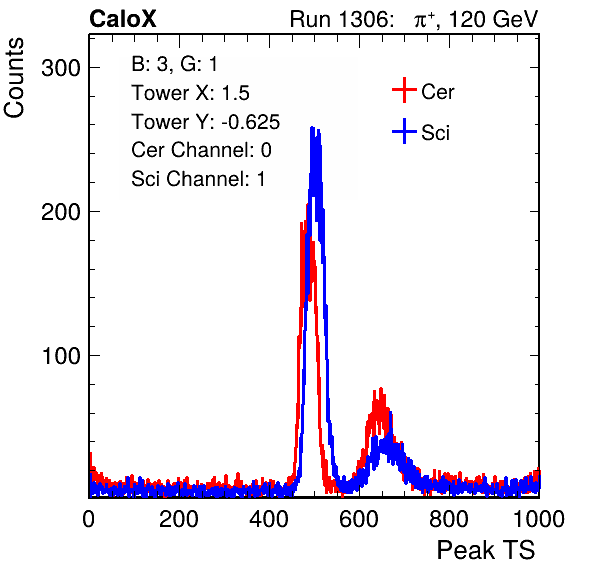 CaloX Run 1306: π⁺, 120 GeV
Counts
B: 3, G: 1
Tower X: 1.5
Tower Y: -0.625
Cer Channel: 0
Sci Channel: 1
Cer
Sci
300
200
100
0 200 400 600 800 1000
Peak TS